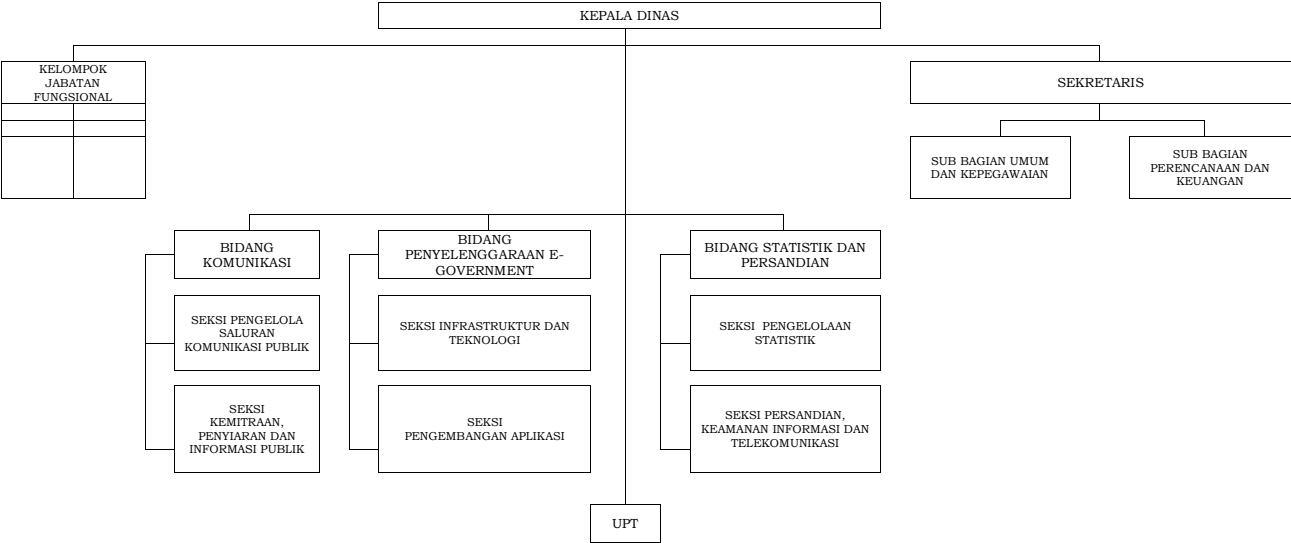 KEPALA DINAS
KELOMPOK
JABATAN
FUNGSIONAL
SEKRETARIS
SUB BAGIAN UMUM
DAN KEPEGAWAIAN
SUB BAGIAN
PERENCANAAN DAN
KEUANGAN
BIDANG
KOMUNIKASI
BIDANG
PENYELENGGARAAN E-
GOVERNMENT
BIDANG STATISTIK DAN
PERSANDIAN
SEKSI PENGELOLA
SALURAN
KOMUNIKASI PUBLIK
SEKSI INFRASTRUKTUR DAN
TEKNOLOGI
SEKSI PENGELOLAAN
STATISTIK
SEKSI
KEMITRAAN,
PENYIARAN DAN
INFORMASI PUBLIK
SEKSI
PENGEMBANGAN APLIKASI
SEKSI PERSANDIAN,
KEAMANAN INFORMASI DAN
TELEKOMUNIKASI
UPT